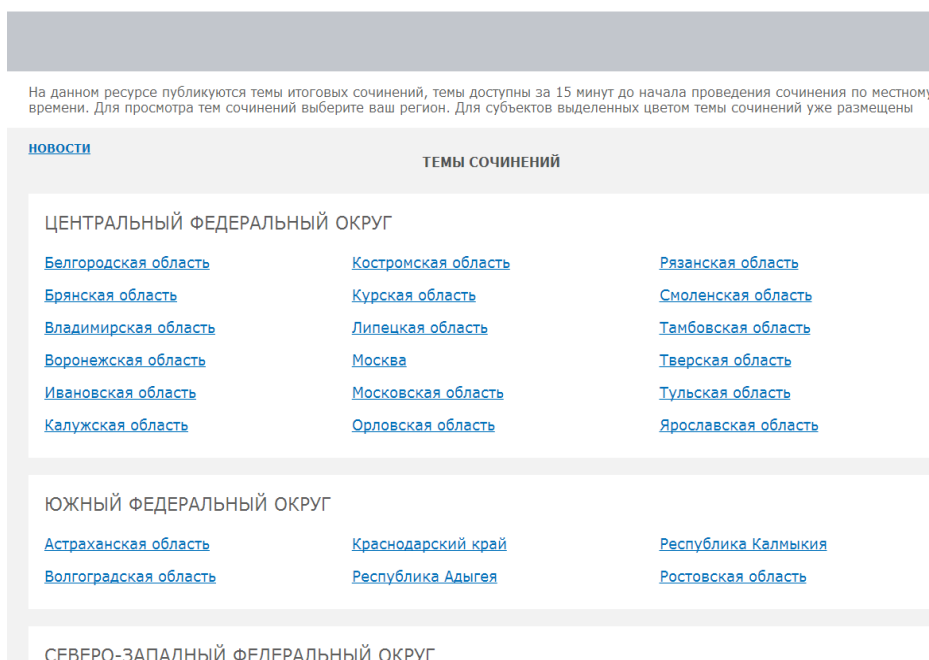 На данном ресурсе публикуются темы итоговых сочинений, темы доступны за 15 минут до начала проведения сочинения по местному
времени. Для просмотра тем сочинений выберите ваш регион. Для субъектов выделенных цветом темы сочинений уже размещены
НОВОСТИ
ТЕМЫ СОЧИНЕНИЙ
ЦЕНТРАЛЬНЫЙ ФЕДЕРАЛЬНЫЙ ОКРУГ
Белгородская область Костромская область Рязанская область
Брянская область Курская область Смоленская область
Владимирская область Липецкая область Тамбовская область
Воронежская область Москва Тверская область
Ивановская область Московская область Тульская область
Калужская область Орловская область Ярославская область
ЮЖНЫЙ ФЕДЕРАЛЬНЫЙ ОКРУГ
Астраханская область Краснодарский край Республика Калмыкия
Волгоградская область Республика Адыгея Ростовская область
СЕВЕРО-ЗАПАДНЫЙ ФЕДЕРАЛЬНЫЙ ОКРУГ